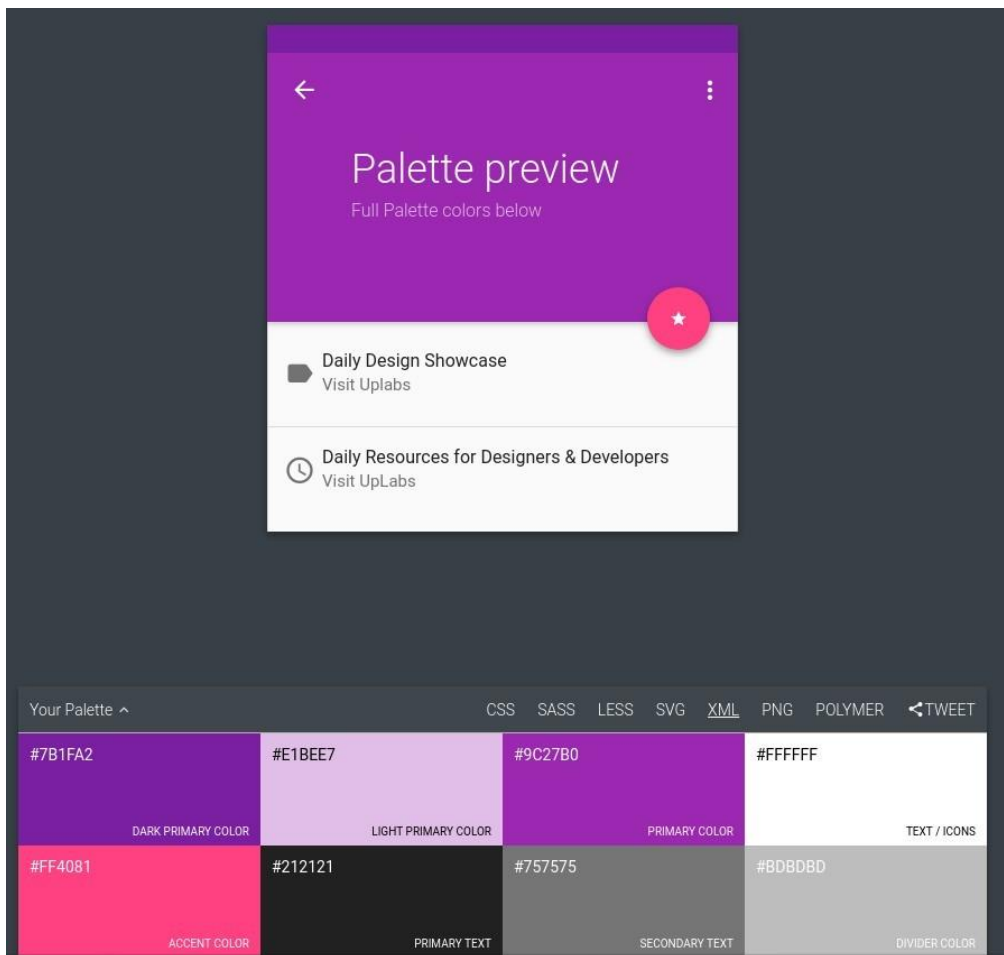 Palette preview
Full Palette colors below
Daily Design Showcase
Visit Uplabs
Daily Resources for Designers & Developers
Visit UpLabs
Your Palette CSS SASS LESS SVG XML PNG POLYMER TWEET
#7B1FA2 #E1BEE7 #9C27B0 #FFFFFF
DARK PRIMARY COLOR LIGHT PRIMARY COLOR PRIMARY COLOR TEXT / ICONS
#FF4081 #212121 #757575 #BDBDBD
ACCENT COLOR PRIMARY TEXT SECONDARY TEXT DIVIDER COLOR